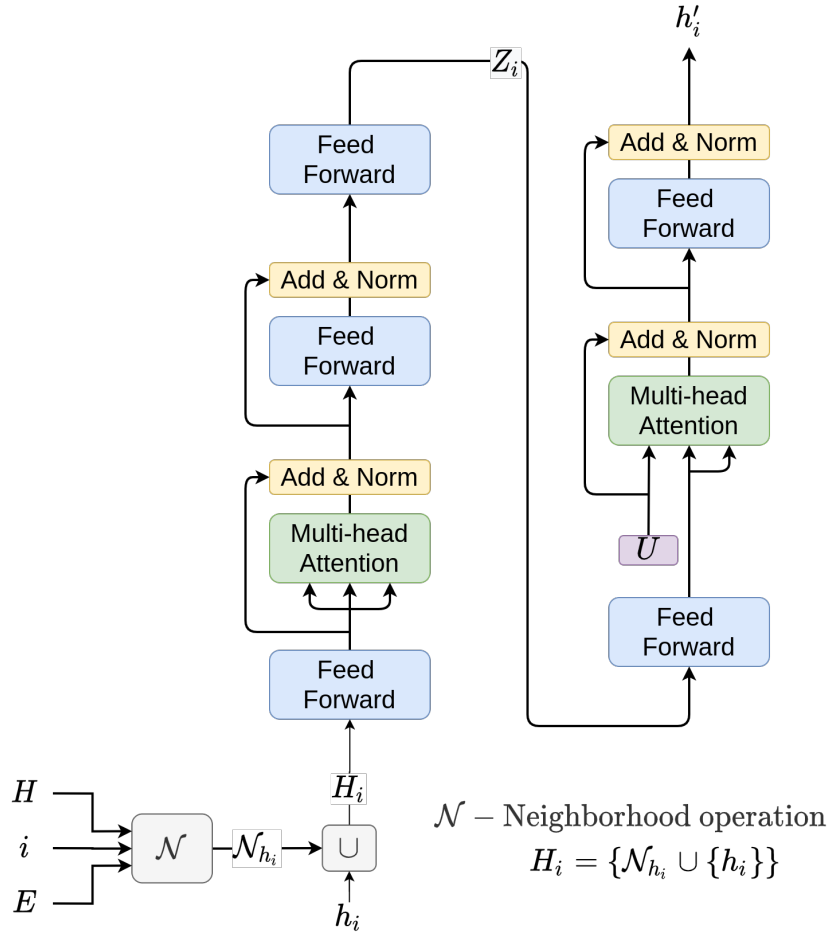 h'_i
Z_i
Feed
Forward
Add & Norm
Feed
Forward
Add & Norm
Multi-head
Attention
Feed
Forward
H_i
H
i
E
𝒩
𝒩_{h_i}
∪
h_i
Add & Norm
Feed
Forward
Add & Norm
Multi-head
Attention
U
Feed
Forward
𝒩 − Neighborhood operation
H_i = {𝒩_{h_i} ∪ {h_i}}